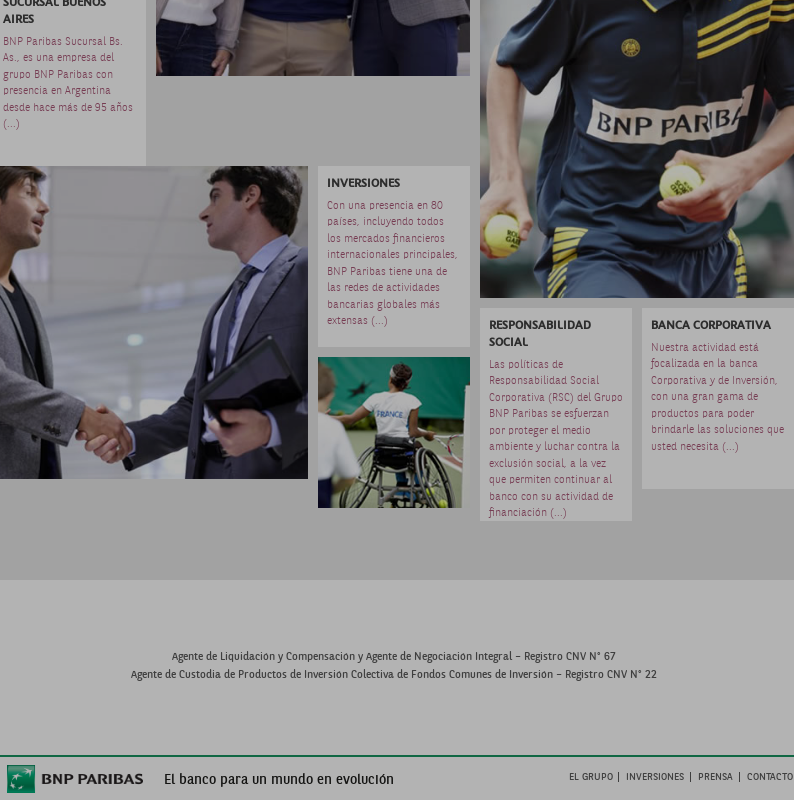 SUCURSAL BUENOS
AIRES
BNP Paribas Sucursal Bs.
As., es una empresa del
grupo BNP Paribas con
presencia en Argentina
desde hace más de 95 años
(...)
BNP PARIBA
INVERSIONES
Con una presencia en 80
países, incluyendo todos
los mercados financieros
internacionales principales,
BNP Paribas tiene una de
las redes de actividades
bancarias globales más
extensas (...)
FRANCE
RESPONSABILIDAD
SOCIAL
Las políticas de
Responsabilidad Social
Corporativa (RSC) del Grupo
BNP Paribas se esfuerzan
por proteger el medio
ambiente y luchar contra la
exclusión social, a la vez
que permiten continuar al
banco con su actividad de
financiación (...)
BANCA CORPORATIVA
Nuestra actividad está
focalizada en la banca
Corporativa y de Inversión,
con una gran gama de
productos para poder
brindarle las soluciones que
usted necesita (...)
Agente de Liquidación y Compensación y Agente de Negociación Integral – Registro CNV N° 67
Agente de Custodia de Productos de Inversión Colectiva de Fondos Comunes de Inversión – Registro CNV N° 22
BNP PARIBAS El banco para un mundo en evolución
EL GRUPO | INVERSIONES | PRENSA | CONTACTO